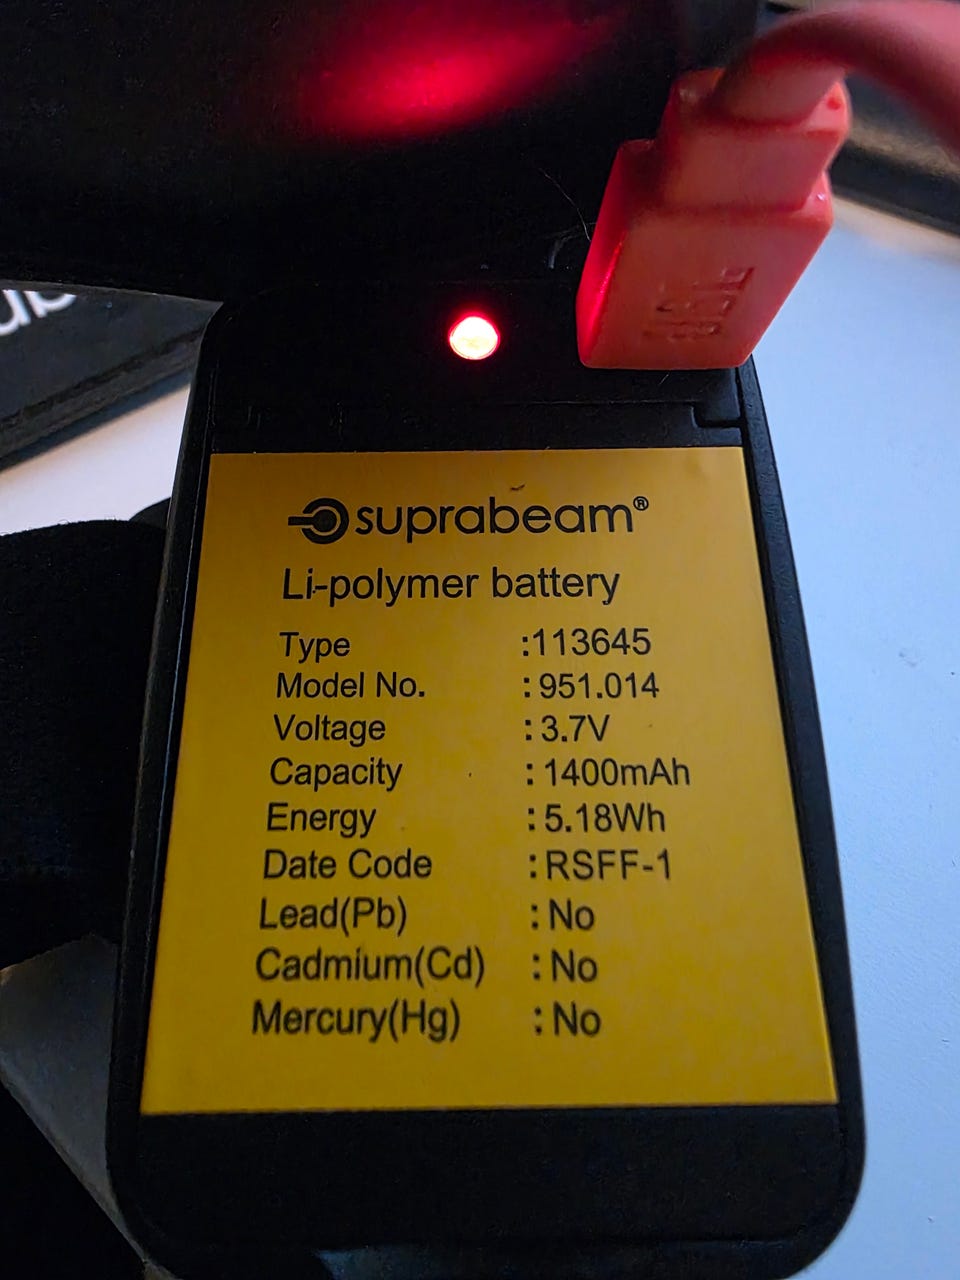 suprabeam®
Li-polymer battery
Type :113645
Model No. :951.014
Voltage :3.7V
Capacity :1400mAh
Energy :5.18Wh
Date Code :RSFF-1
Lead(Pb) :No
Cadmium(Cd) :No
Mercury(Hg) :No